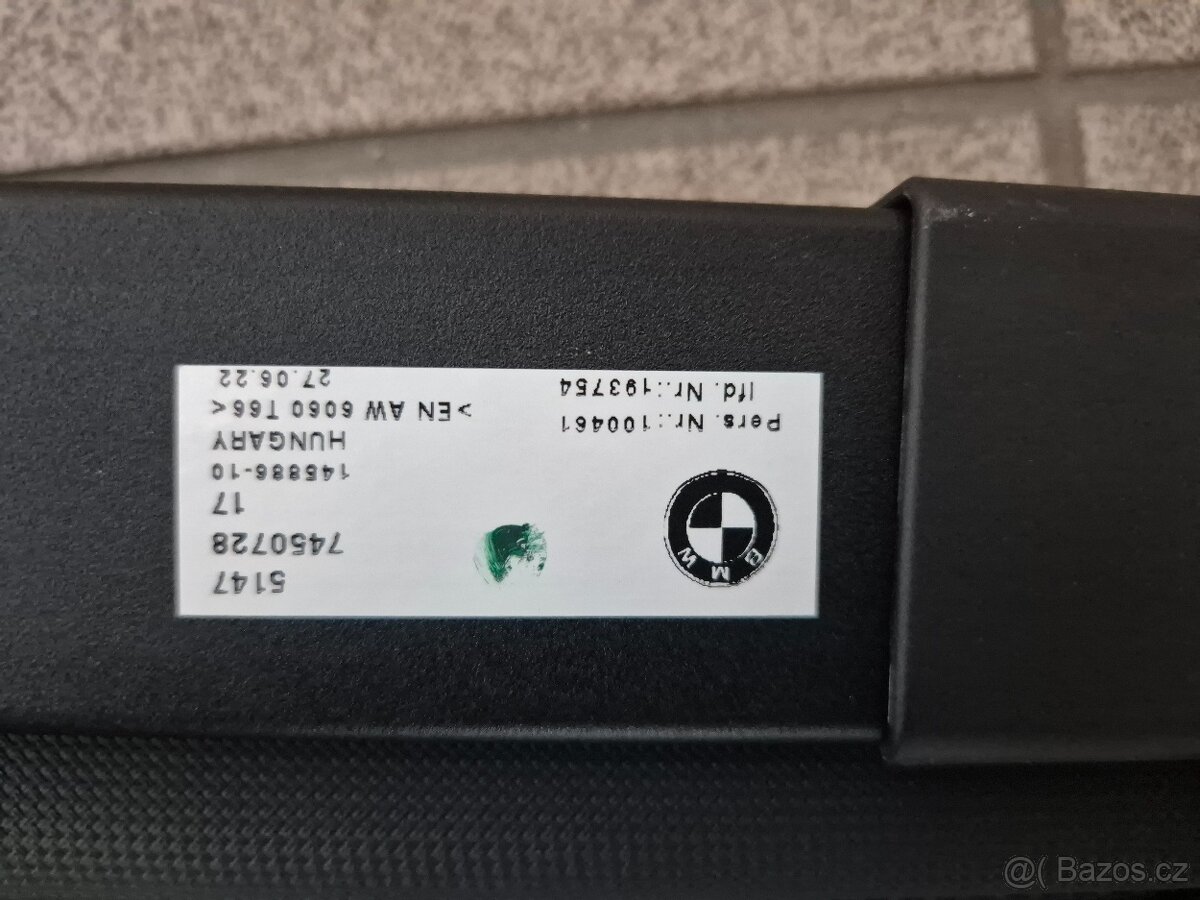 BMW
5147
7450728
17
145886-10
HUNGARY
>EN AW 6060 T66<
27.06.22
Pers. Nr.:100461
lfd. Nr.:193754
@( Bazos.cz